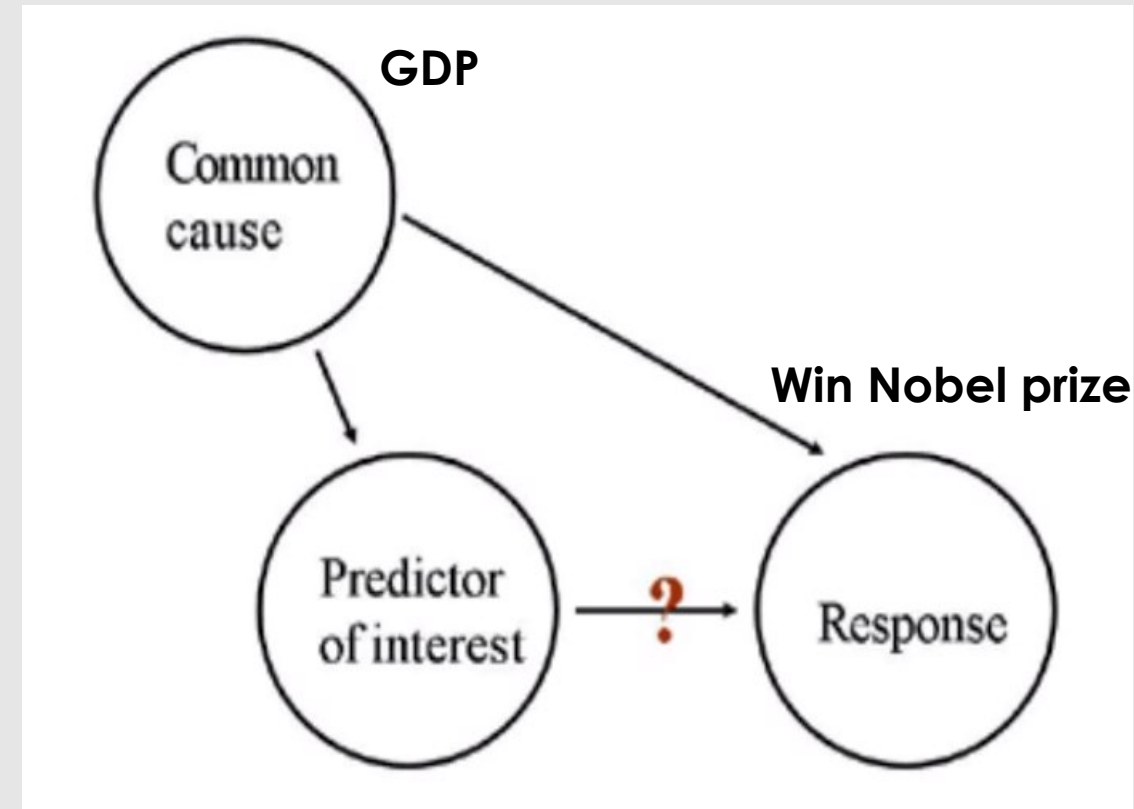 GDP
Common
cause
Win Nobel prize
Predictor
of interest
?
Response